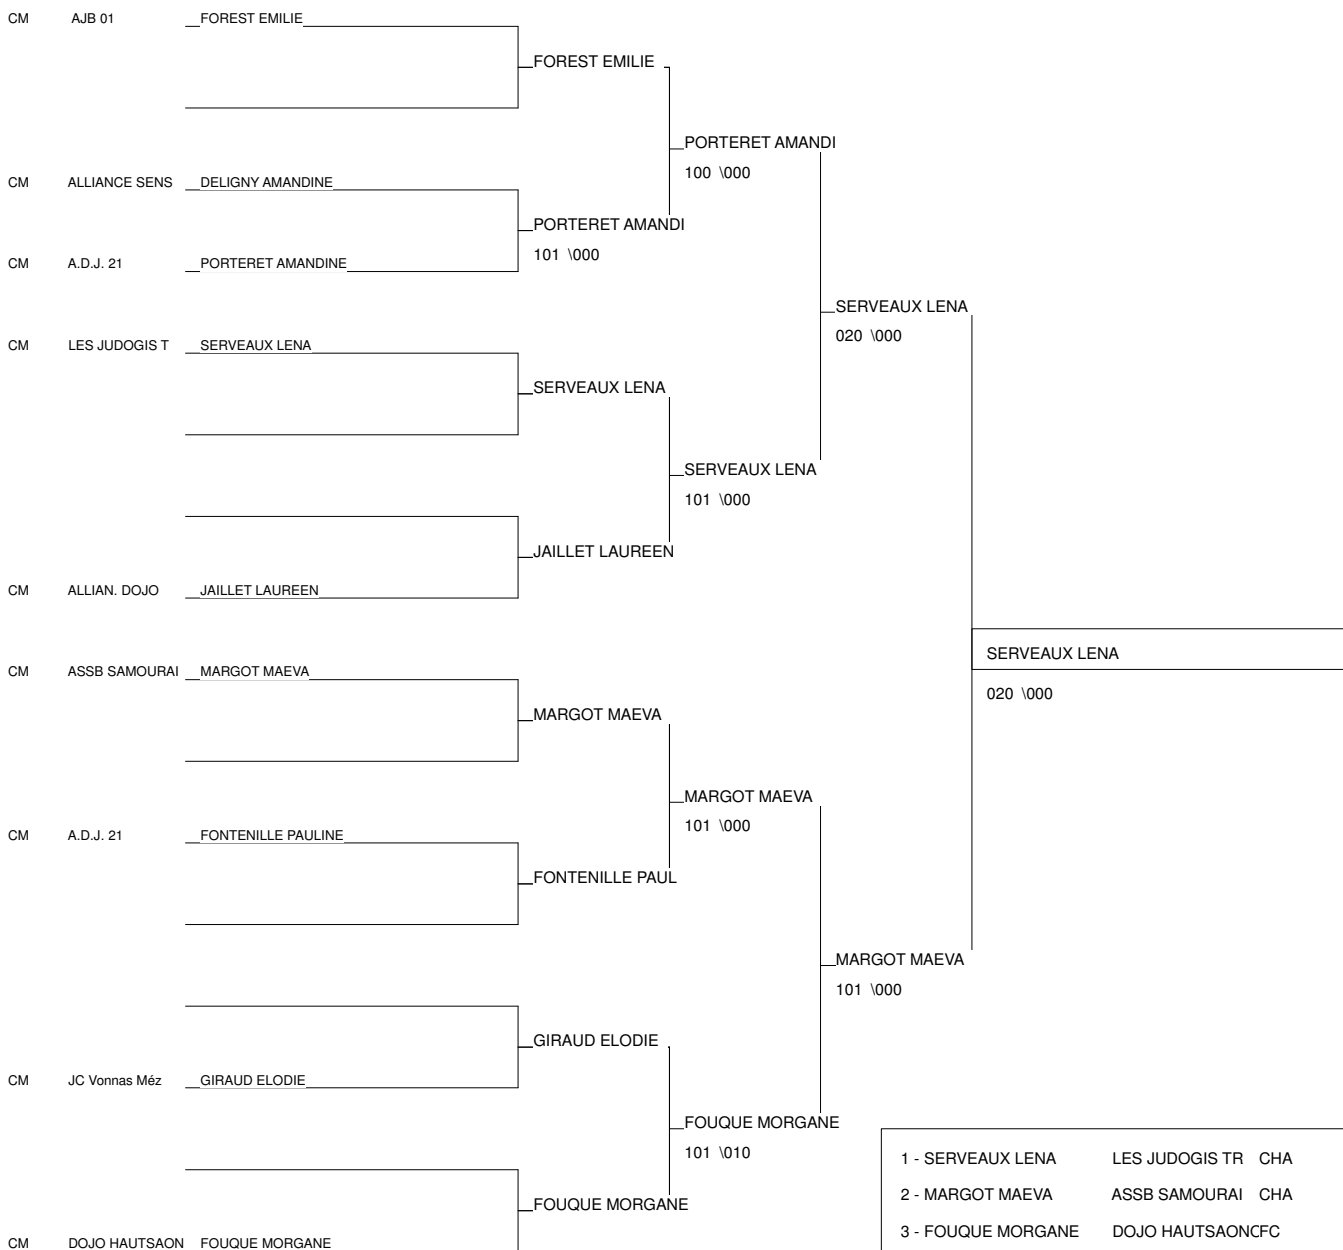 CM AJB 01 FOREST EMILIE
FOREST EMILIE
PORTERET AMANDI
100 \000
CM ALLIANCE SENS DELIGNY AMANDINE
PORTERET AMANDI
101 \000
CM A.D.J. 21 PORTERET AMANDINE
SERVEAUX LENA
020 \000
CM LES JUDOGIS T SERVEAUX LENA
SERVEAUX LENA
SERVEAUX LENA
101 \000
JAILLET LAUREEN
CM ALLIAN. DOJO JAILLET LAUREEN
SERVEAUX LENA
020 \000
CM ASSB SAMOURAI MARGOT MAEVA
MARGOT MAEVA
MARGOT MAEVA
101 \000
CM A.D.J. 21 FONTENILLE PAULINE
FONTENILLE PAUL
MARGOT MAEVA
101 \000
GIRAUD ELODIE
CM JC Vonnas Méz GIRAUD ELODIE
FOUQUE MORGANE
101 \010
FOUQUE MORGANE
CM DOJO HAUTSAON FOUQUE MORGANE
1 - SERVEAUX LENA LES JUDOGIS TR CHA
2 - MARGOT MAEVA ASSB SAMOURAI CHA
3 - FOUQUE MORGANE DOJO HAUTSAONCFC